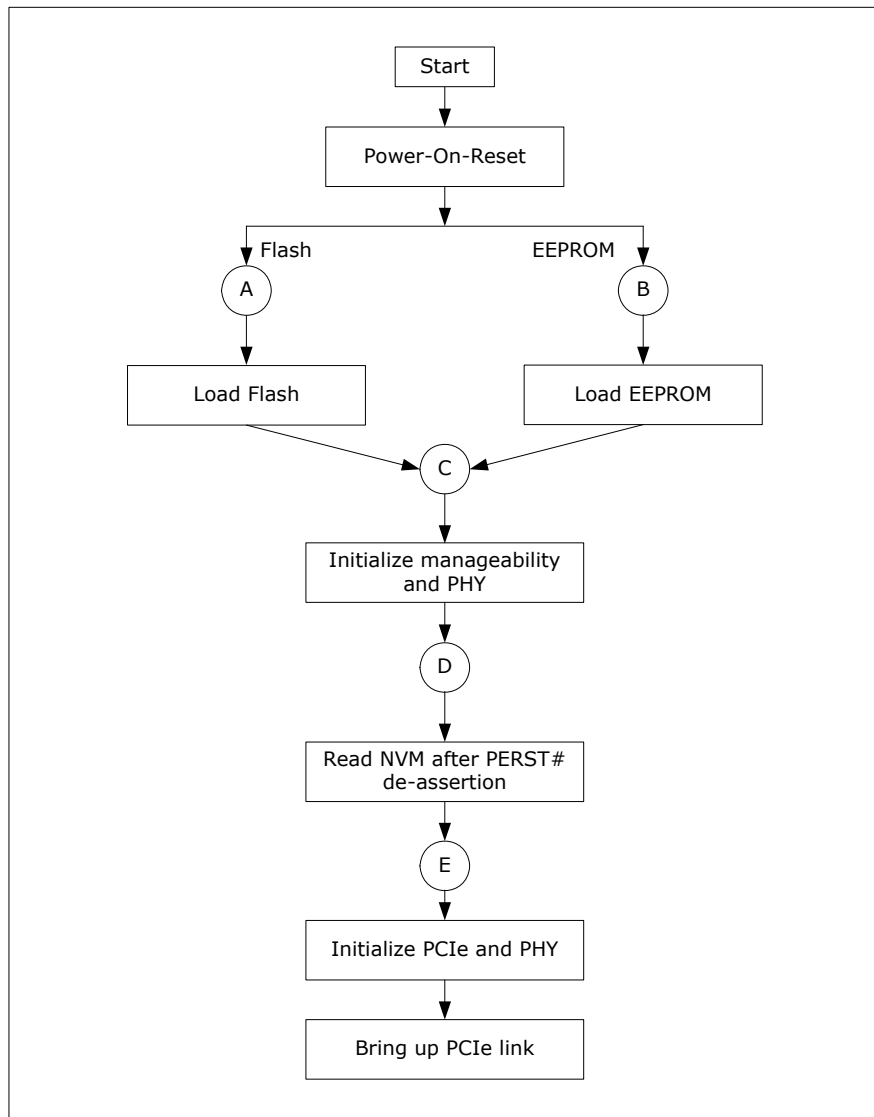 Start
Power-On-Reset
Flash
EEPROM
A
B
Load Flash
Load EEPROM
C
Initialize manageability
and PHY
D
Read NVM after PERST#
de-assertion
E
Initialize PCIe and PHY
Bring up PCIe link